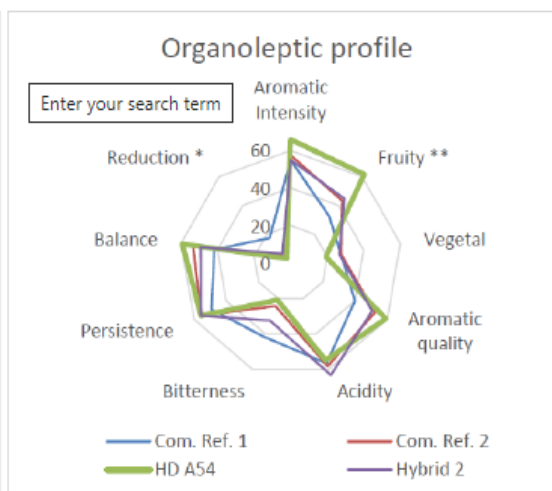 Organoleptic profile
Enter your search term
Aromatic
Intensity
Reduction *
Fruity **
60
40
20
0
Balance
Vegetal
Persistence
Aromatic
quality
Bitterness
Acidity
Com. Ref. 1
Com. Ref. 2
HD A54
Hybrid 2